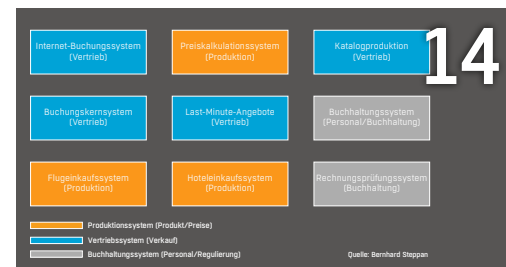 Internet-Buchungssystem
(Vertrieb)
Preiskalkulationssystem
(Produktion)
Katalogproduktion
(Vertrieb)
14
Buchungskernsystem
(Vertrieb)
Last-Minute-Angebote
(Vertrieb)
Buchhaltungssystem
(Personal/Buchhaltung)
Flugeinkaufssystem
(Produktion)
Hoteleinkaufssystem
(Produktion)
Rechnungsprüfungssystem
(Buchhaltung)
Produktionssystem (Produkt/Preise)
Vertriebssystem (Verkauf)
Buchhaltungssystem (Personal/Regulierung)
Quelle: Bernhard Steppan